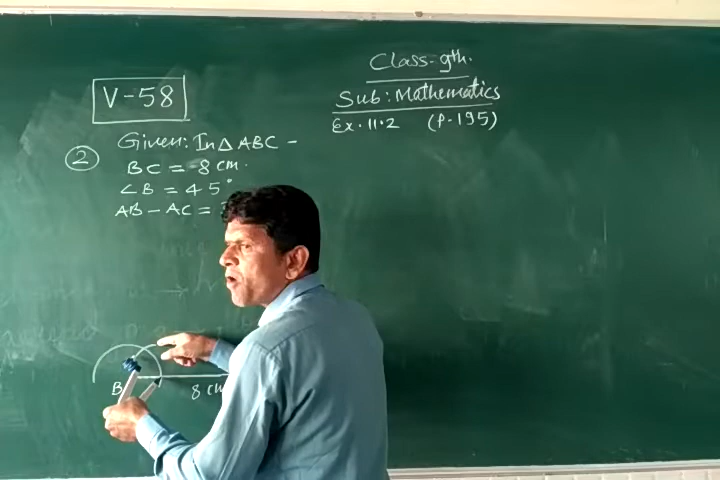 Class-9th.
V-58
Sub: Mathematics
Ex. 11.2 (P.195)
2
Given: In △ ABC -
BC = 8 cm.
∠B = 45°
AB - AC =
B
8 cm